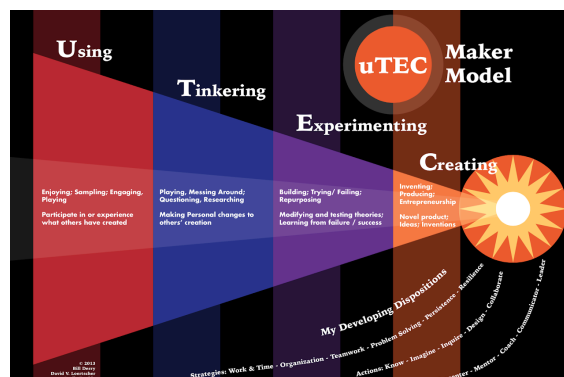 Using
Tinkering
Experimenting
Creating
uTEC
Maker
Model
Enjoying; Sampling; Engaging,
Playing
Participate in or experience
what others have created
Playing, Messing Around;
Questioning, Researching
Making Personal changes to
others’ creation
Building; Trying/ Failing;
Repurposing
Modifying and testing theories;
Learning from failure / success
Inventing;
Producing;
Entrepreneurship
Novel product;
Ideas; Inventions
My Developing Dispositions
Strategies: Work & Time - Organization - Teamwork - Problem Solving - Persistence - Resilience
Actions: Know - Imagine - Inquire - Design - Collaborate
- Mentor - Coach - Communicator - Leader
© 2013
Bill Derry
David V. Loertscher